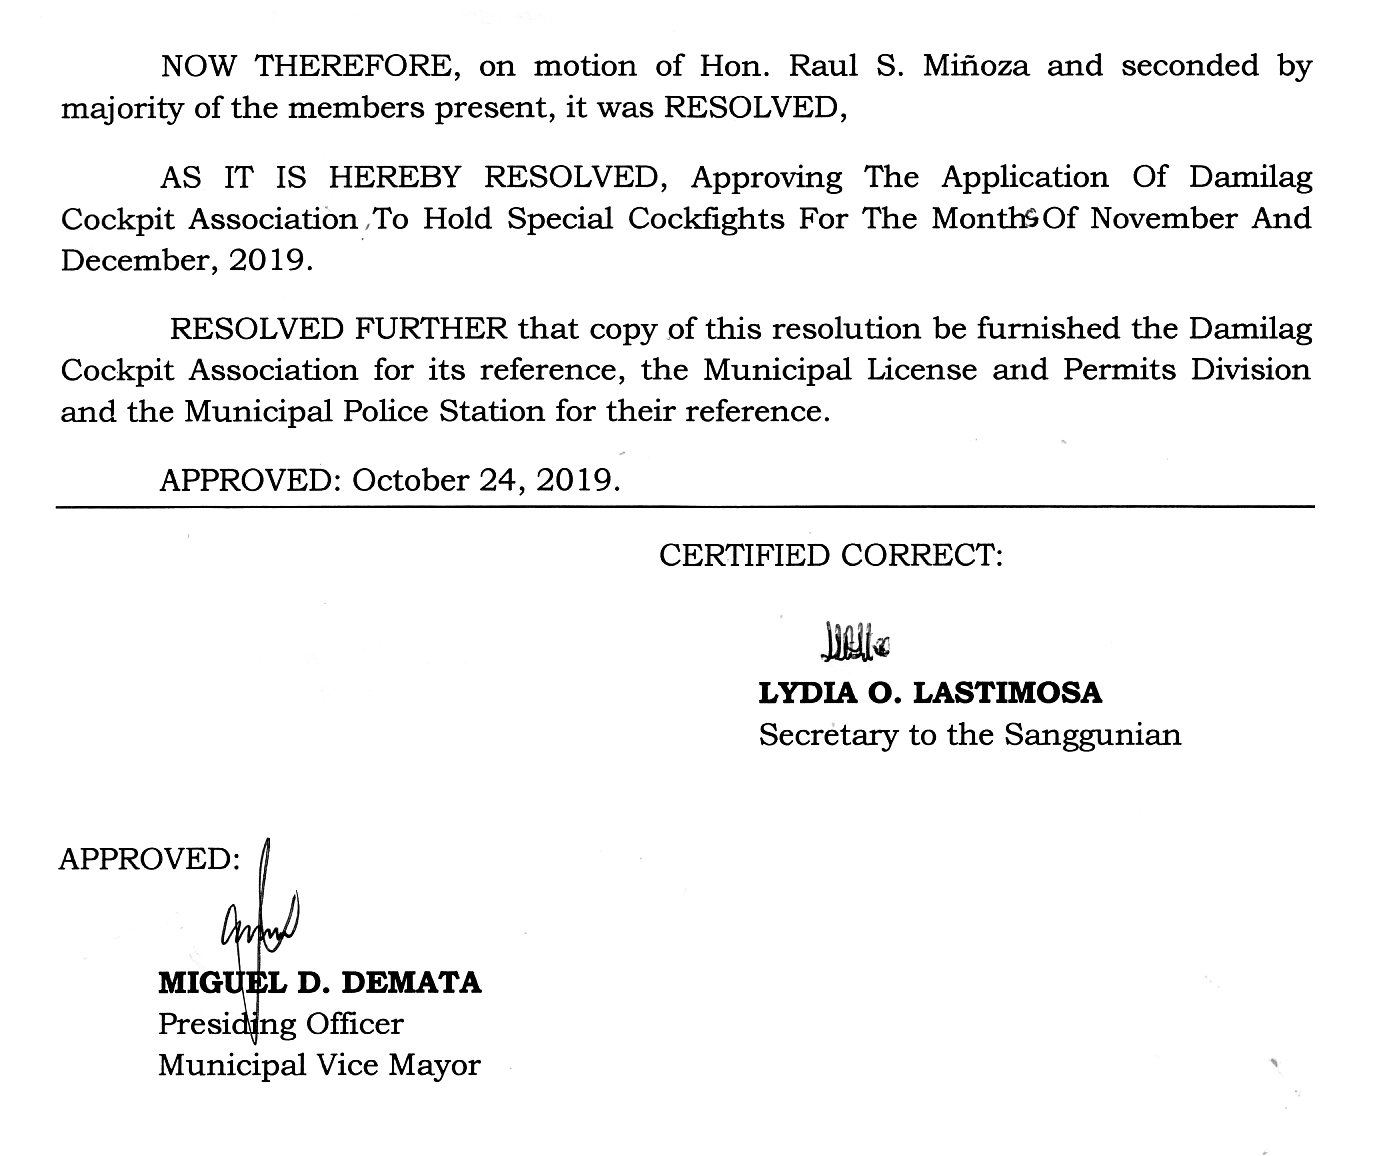 NOW THEREFORE, on motion of Hon. Raul S. Miñoza and seconded by
majority of the members present, it was RESOLVED,
AS IT IS HEREBY RESOLVED, Approving The Application Of Damilag
Cockpit Association, To Hold Special Cockfights For The Months Of November And
December, 2019.
RESOLVED FURTHER that copy of this resolution be furnished the Damilag
Cockpit Association for its reference, the Municipal License and Permits Division
and the Municipal Police Station for their reference.
APPROVED: October 24, 2019.
CERTIFIED CORRECT:
LYDIA O. LASTIMOSA
Secretary to the Sanggunian
APPROVED:
MIGUEL D. DEMATA
Presiding Officer
Municipal Vice Mayor